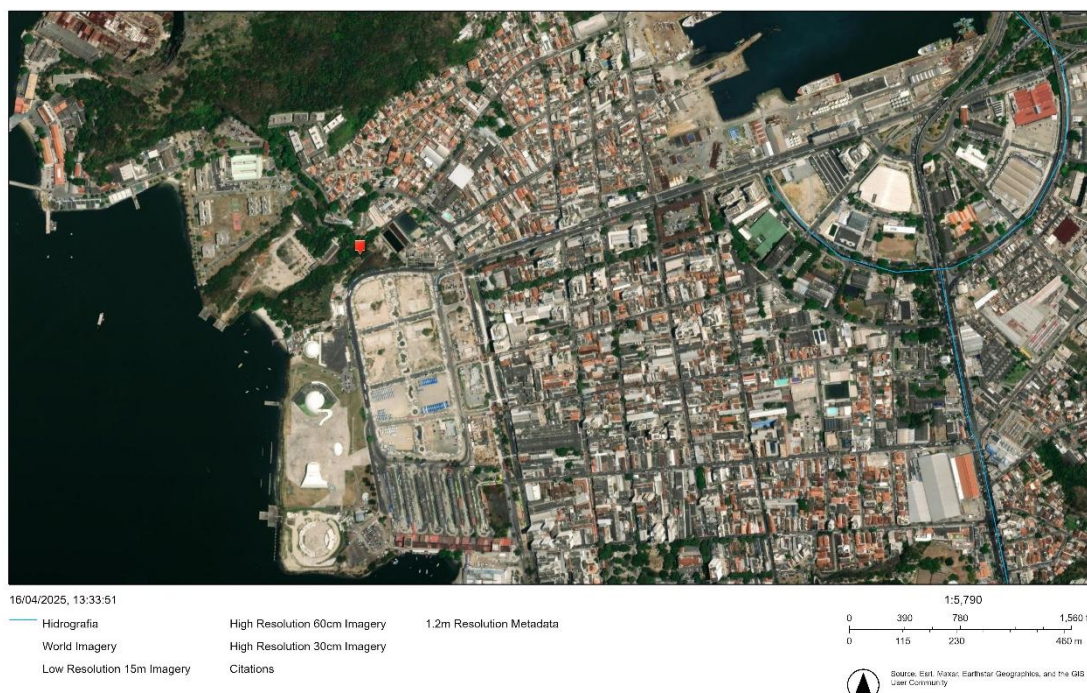 16/04/2025, 13:33:51
Hidrografia
World Imagery
Low Resolution 15m Imagery
High Resolution 60cm Imagery
High Resolution 30cm Imagery
Citations
1.2m Resolution Metadata
1:5,790
0 390 780 1,560
0 115 230 460 m
Source: Esri, Maxar, Earthstar Geographics, and the GIS
User Community